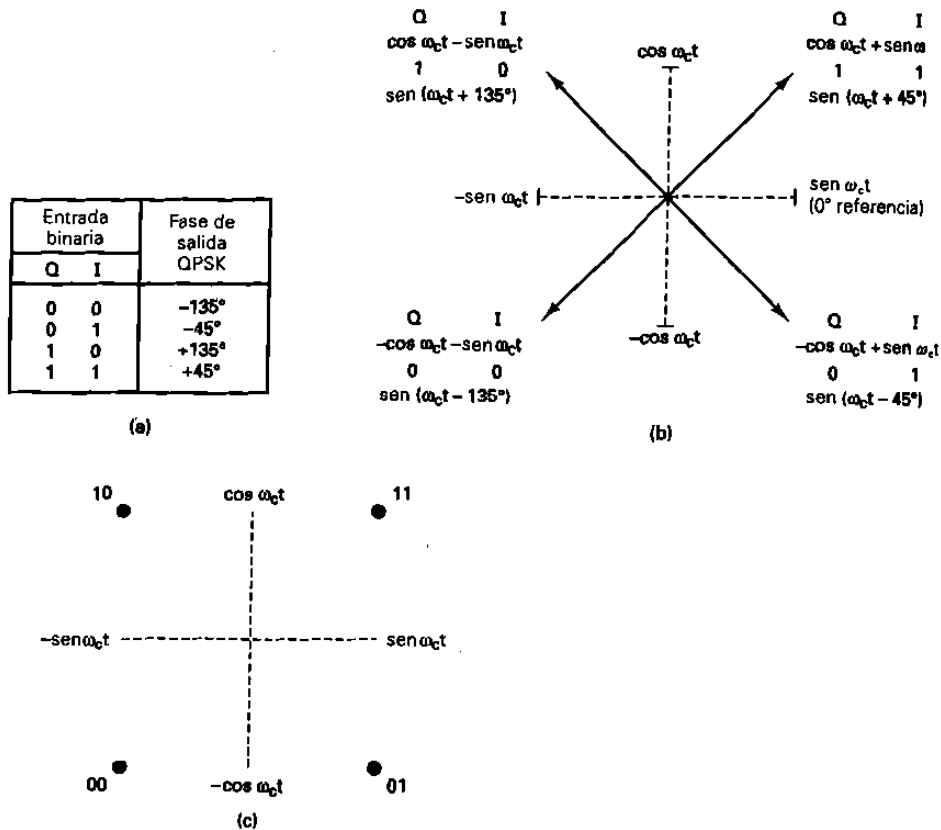 Entrada binaria
Fase de salida QPSK
Q I
0 0 −135°
0 1 −45°
1 0 +135°
1 1 +45°
(a)
Q I
cos ωct − sen ωct
1 0
sen (ωct + 135°)
cos ωct
Q I
cos ωct + sen ω
1 1
sen (ωct + 45°)
−sen ωct
sen ωct
(0° referencia)
Q I
−cos ωct − sen ωct
0 0
sen (ωct − 135°)
−cos ωct
Q I
−cos ωct + sen ωct
0 1
sen (ωct − 45°)
(b)
10
cos ωct
11
−sen ωct
sen ωct
00
−cos ωct
01
(c)